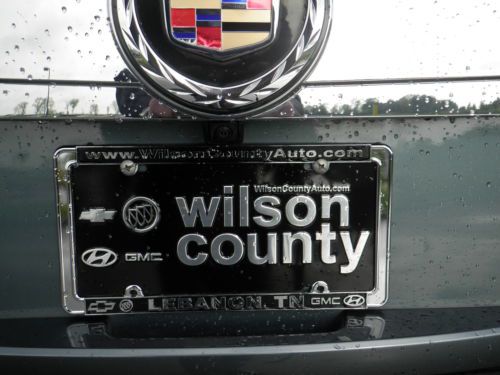 www.WilsonCountyAuto.com
WilsonCountyAuto.com
wilson
county
GMC
LEBANON, TN GMC